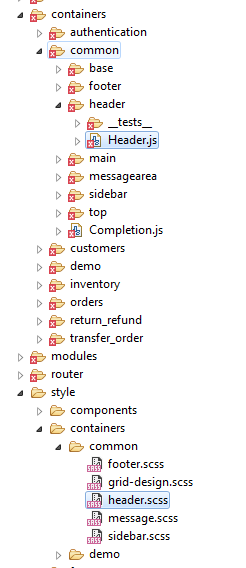 containers
authentication
common
base
footer
header
__tests__
Header.js
main
messagearea
sidebar
top
Completion.js
customers
demo
inventory
orders
return_refund
transfer_order
modules
router
style
components
containers
common
footer.scss
grid-design.scss
header.scss
message.scss
sidebar.scss
demo